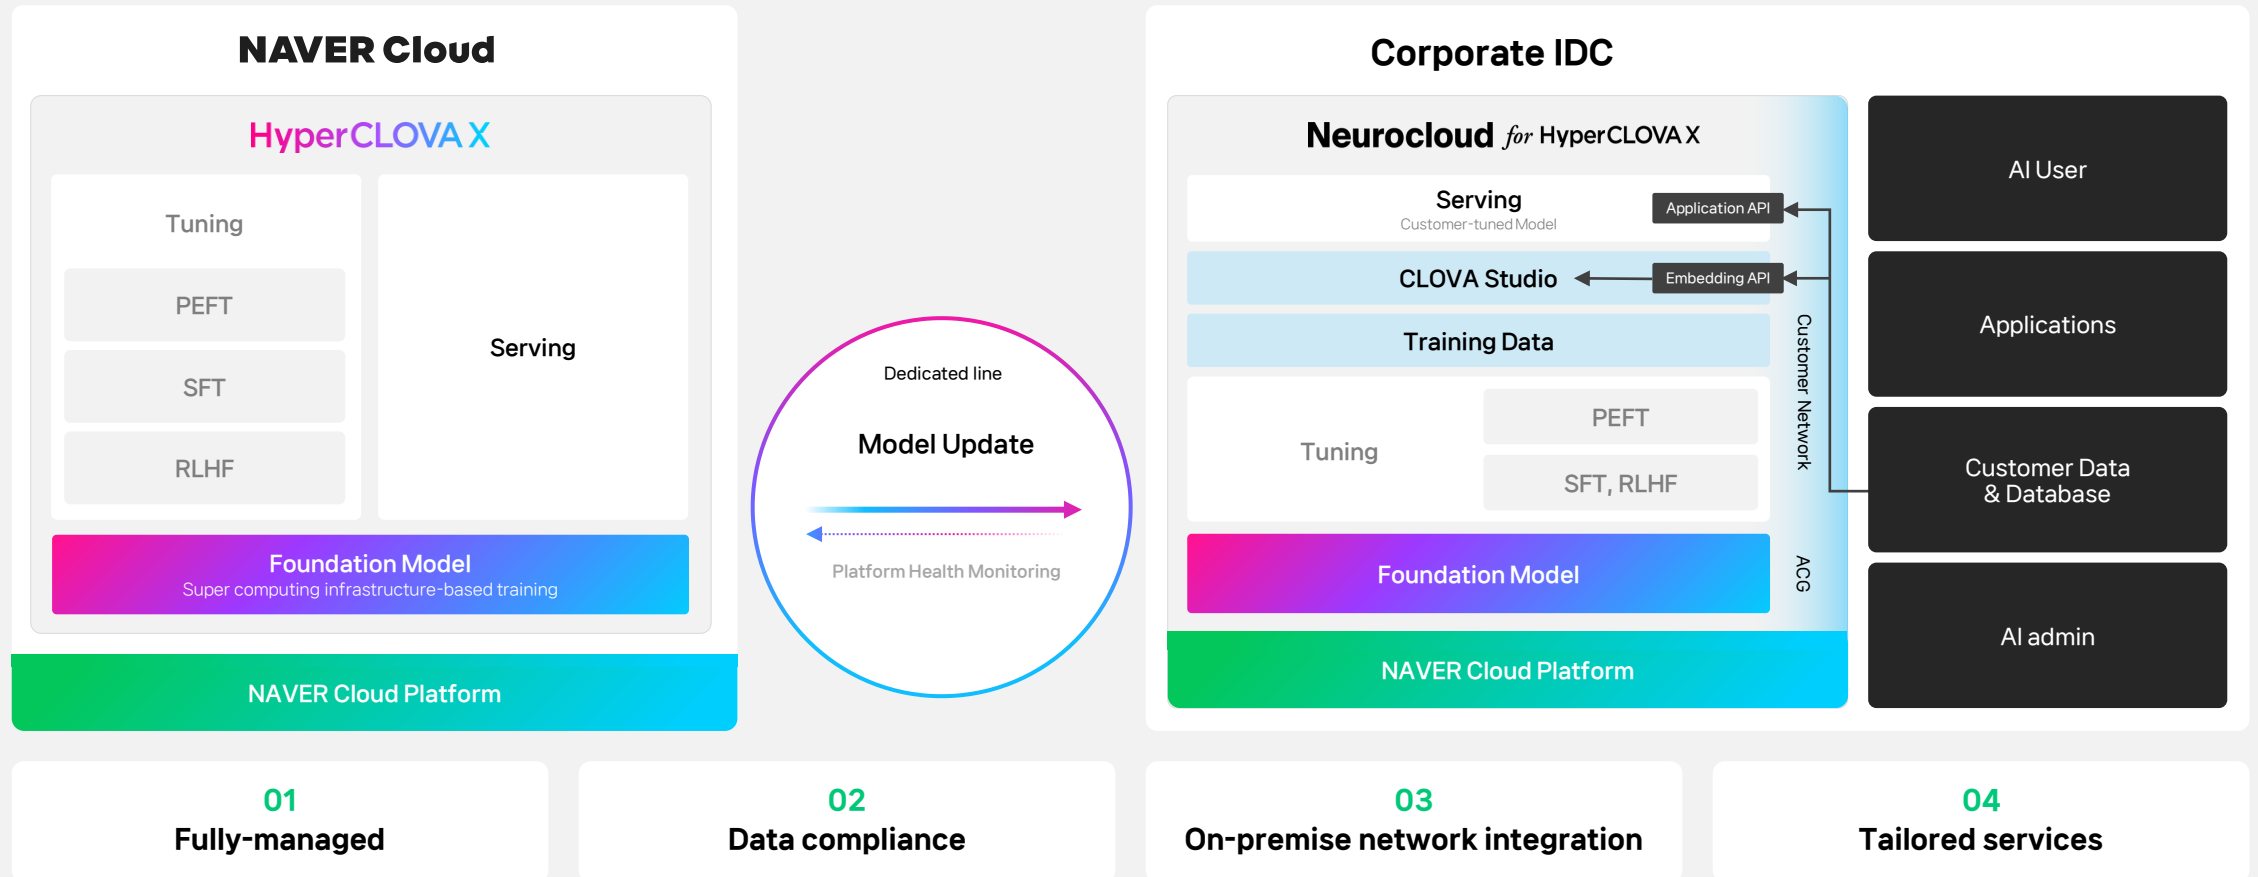 NAVER Cloud
HyperCLOVA X
Tuning
PEFT
SFT
RLHF
Serving
Foundation Model
Super computing infrastructure-based training
NAVER Cloud Platform
Dedicated line
Model Update
Platform Health Monitoring
Corporate IDC
Neurocloud for HyperCLOVA X
Serving
Customer-tuned Model
Application API
CLOVA Studio
Embedding API
Training Data
Tuning
PEFT
SFT, RLHF
Foundation Model
Customer Network
ACG
NAVER Cloud Platform
AI User
Applications
Customer Data
& Database
AI admin
01
Fully-managed
02
Data compliance
03
On-premise network integration
04
Tailored services